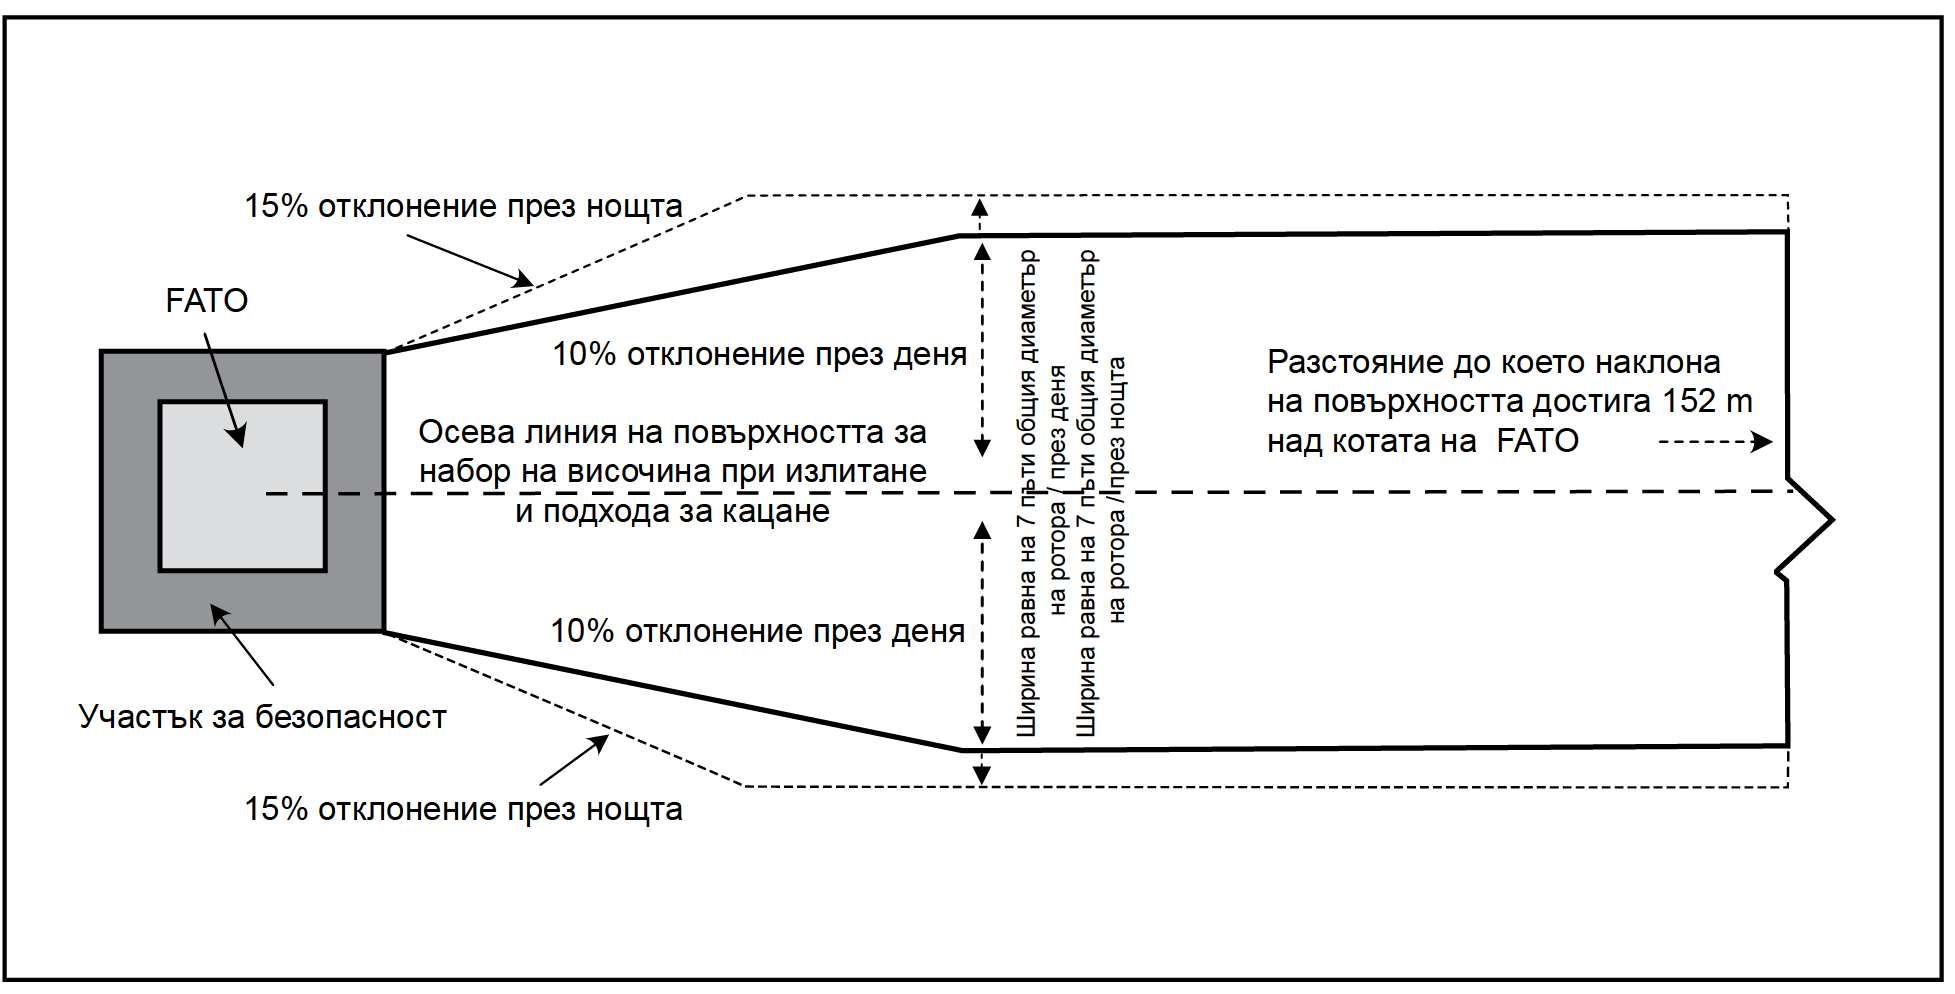 15% отклонение през нощта
FATO
10% отклонение през деня
Осева линия на повърхността за
набор на височина при излитане
и подхода за кацане
10% отклонение през деня
Участък за безопасност
15% отклонение през нощта
Ширина равна на 7 пъти общия диаметър
на ротора / през деня
Ширина равна на 7 пъти общия диаметър
на ротора / през нощта
Разстояние до което наклона
на повърхността достига 152 m
над котата на FATO